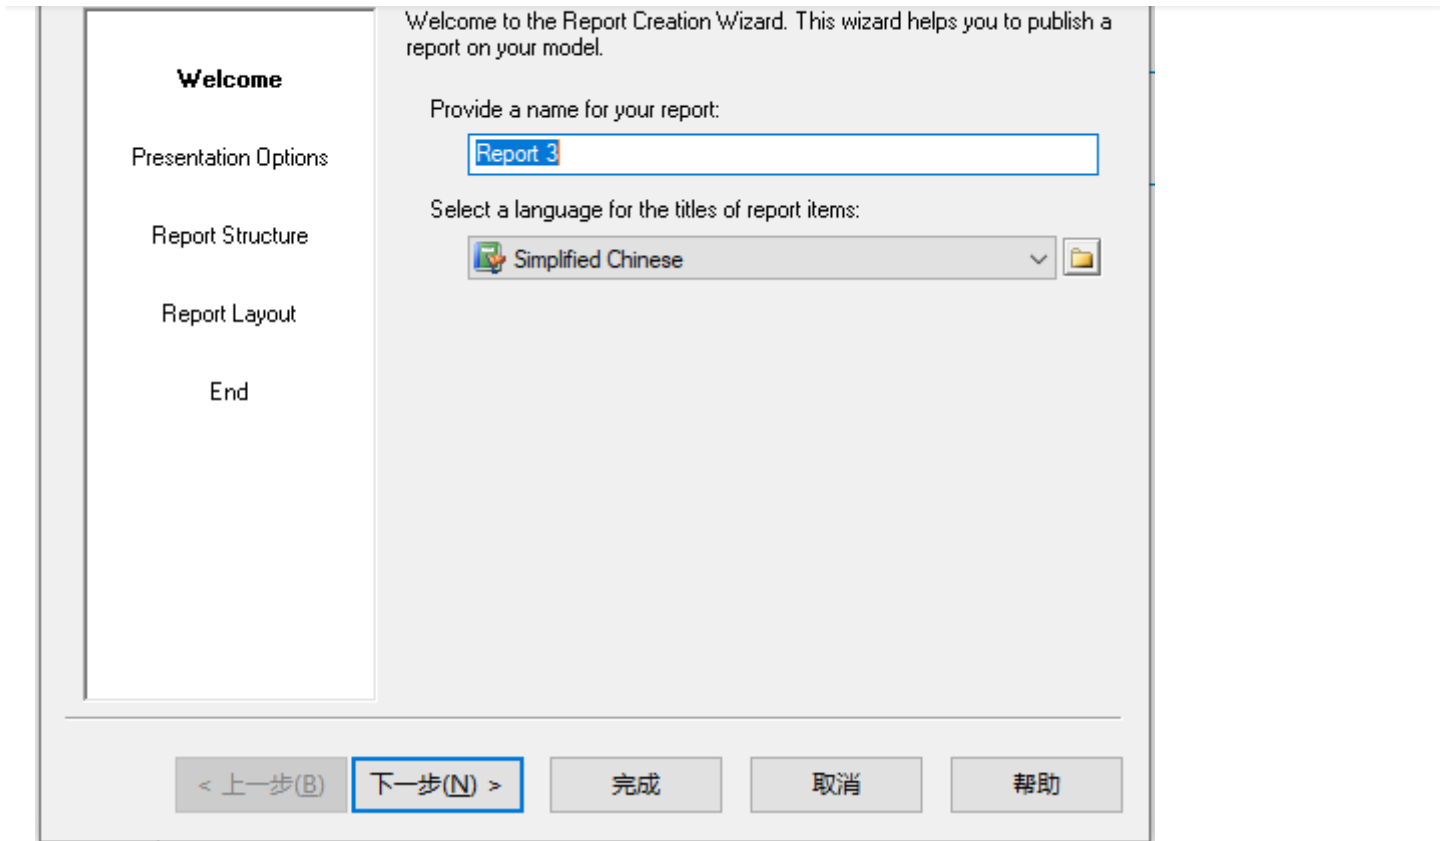 Welcome to the Report Creation Wizard. This wizard helps you to publish a
report on your model.
Welcome
Provide a name for your report:
Report 3
Presentation Options
Select a language for the titles of report items:
Report Structure
Simplified Chinese
Report Layout
End
< 上一步(B)
下一步(N) >
完成
取消
帮助